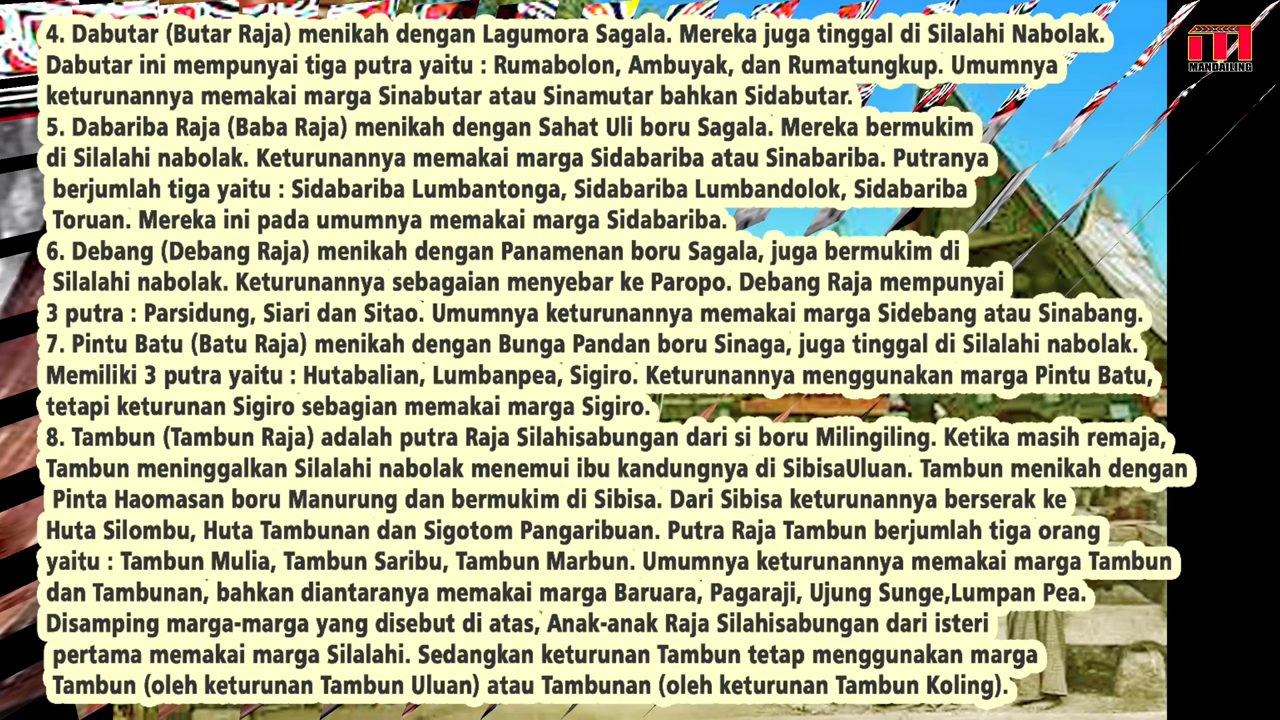 4. Dabutar (Butar Raja) menikah dengan Lagumora Sagala. Mereka juga tinggal di Silalahi Nabolak.
Dabutar ini mempunyai tiga putra yaitu : Rumabolon, Ambuyak, dan Rumatungkup. Umumnya
keturunannya memakai marga Sinabutar atau Sinamutar bahkan Sidabutar.
5. Dabariba Raja (Baba Raja) menikah dengan Sahat Uli boru Sagala. Mereka bermukim
di Silalahi nabolak. Keturunannya memakai marga Sidabariba atau Sinabariba. Putranya
berjumlah tiga yaitu : Sidabariba Lumbantonga, Sidabariba Lumbandolok, Sidabariba
Toruan. Mereka ini pada umumnya memakai marga Sidabariba.
6. Debang (Debang Raja) menikah dengan Panamenan boru Sagala, juga bermukim di
Silalahi nabolak. Keturunannya sebagaian menyebar ke Paropo. Debang Raja mempunyai
3 putra : Parsidung, Siari dan Sitao. Umumnya keturunannya memakai marga Sidebang atau Sinabang.
7. Pintu Batu (Batu Raja) menikah dengan Bunga Pandan boru Sinaga, juga tinggal di Silalahi nabolak.
Memiliki 3 putra yaitu : Hutabalian, Lumbanpea, Sigiro. Keturunannya menggunakan marga Pintu Batu,
tetapi keturunan Sigiro sebagian memakai marga Sigiro.
8. Tambun (Tambun Raja) adalah putra Raja Silahisabungan dari si boru Milingiling. Ketika masih remaja,
Tambun meninggalkan Silalahi nabolak menemui ibu kandungnya di SibisaUluan. Tambun menikah dengan
Pinta Haomasan boru Manurung dan bermukim di Sibisa. Dari Sibisa keturunannya berserak ke
Huta Silombu, Huta Tambunan dan Sigotom Pangaribuan. Putra Raja Tambun berjumlah tiga orang
yaitu : Tambun Mulia, Tambun Saribu, Tambun Marbun. Umumnya keturunannya memakai marga Tambun
dan Tambunan, bahkan diantaranya memakai marga Baruara, Pagaraji, Ujung Sunge,Lumpan Pea.
Disamping marga-marga yang disebut di atas, Anak-anak Raja Silahisabungan dari isteri
pertama memakai marga Silalahi. Sedangkan keturunan Tambun tetap menggunakan marga
Tambun (oleh keturunan Tambun Uluan) atau Tambunan (oleh keturunan Tambun Koling).
MANDAILING